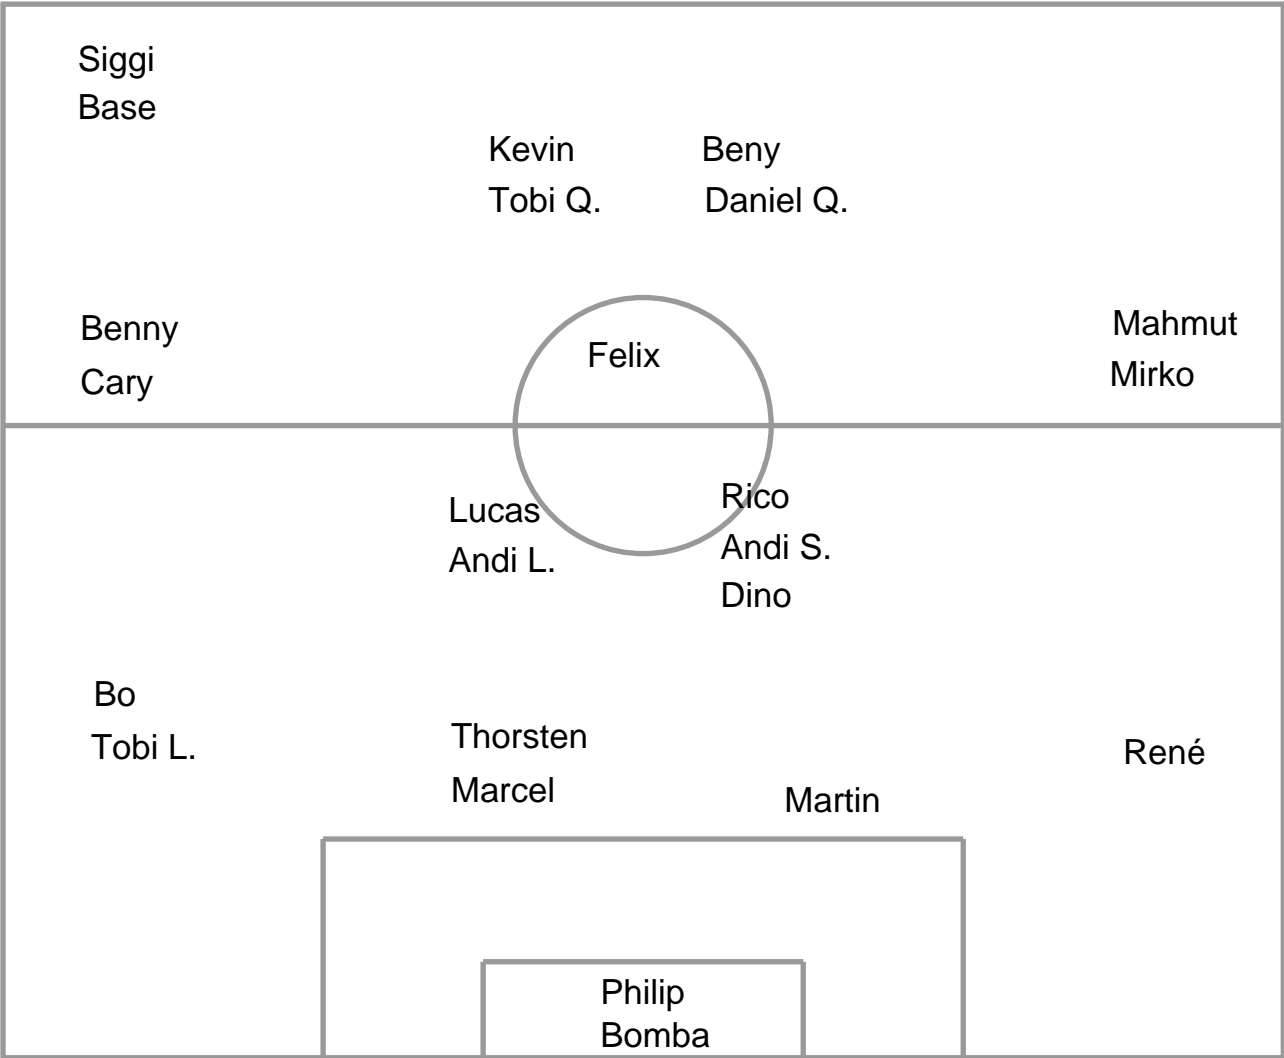 Siggi
Base
Kevin
Tobi Q.
Beny
Daniel Q.
Benny
Cary
Felix
Mahmut
Mirko
Lucas
Andi L.
Rico
Andi S.
Dino
Bo
Tobi L.
Thorsten
Marcel
Martin
René
Philip
Bomba